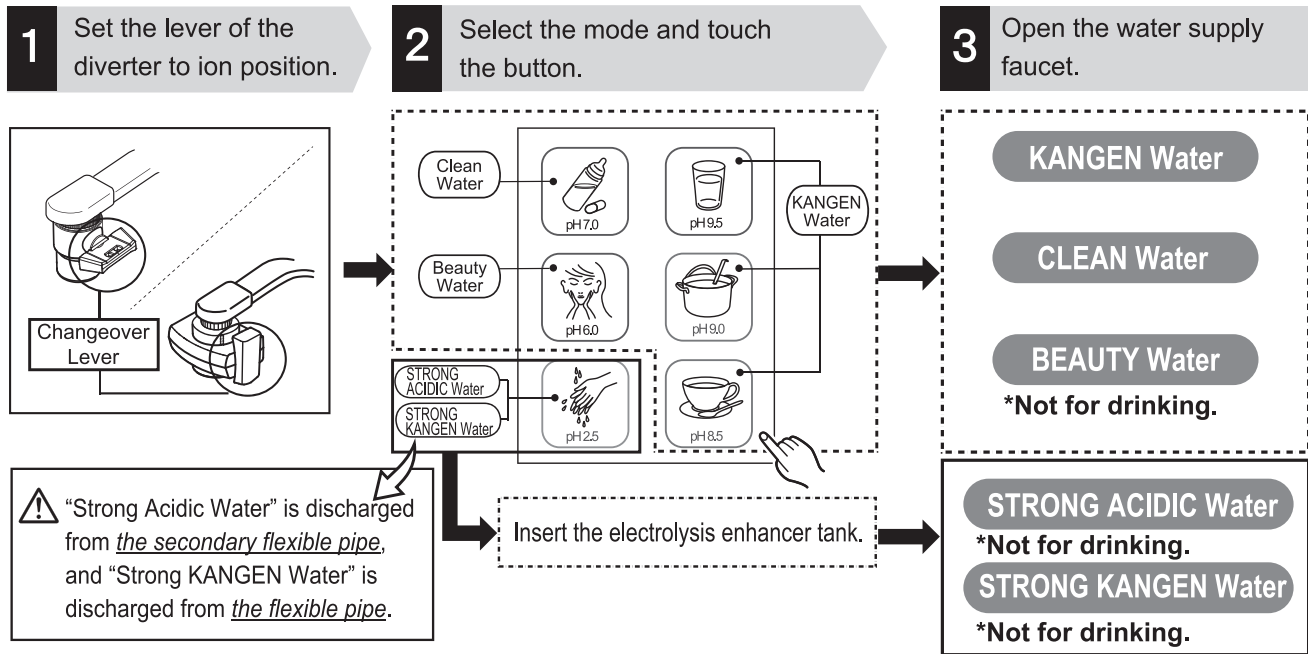 1
Set the lever of the
diverter to ion position.
2
Select the mode and touch
the button.
3
Open the water supply
faucet.
Changeover
Lever
Clean
Water
pH7.0
pH9.5
KANGEN
Water
Beauty
Water
pH6.0
pH9.0
STRONG
ACIDIC Water
STRONG
KANGEN Water
pH2.5
pH8.5
"Strong Acidic Water" is discharged
from the secondary flexible pipe,
and "Strong KANGEN Water" is
discharged from the flexible pipe.
Insert the electrolysis enhancer tank.
KANGEN Water
CLEAN Water
BEAUTY Water
*Not for drinking.
STRONG ACIDIC Water
*Not for drinking.
STRONG KANGEN Water
*Not for drinking.